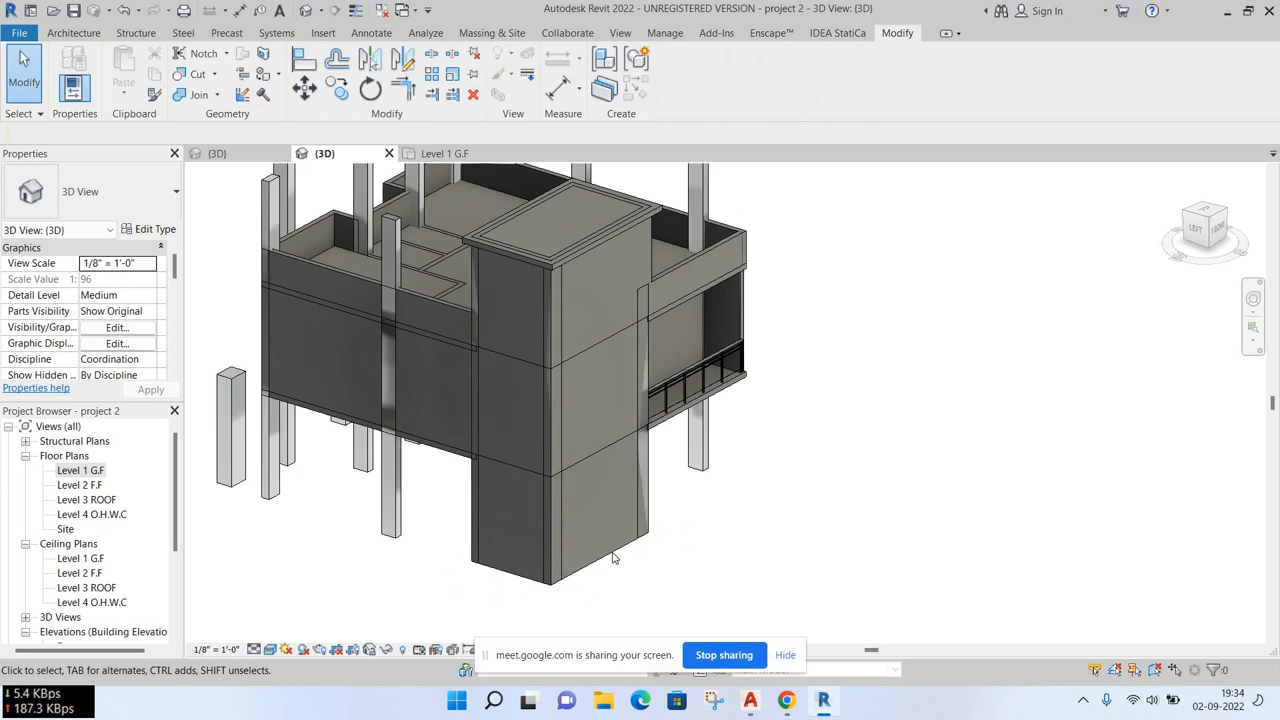 Autodesk Revit 2022 - UNREGISTERED VERSION - project 2 - 3D View: {3D}
Sign In
File Architecture Structure Steel Precast Systems Insert Annotate Analyze Massing & Site Collaborate View Manage Add-Ins Enscape™ IDEA StatiCa Modify
Modify
Paste
Notch
Cut
Join
Select Properties Clipboard Geometry Modify View Measure Create
Properties
{3D}
{3D}
Level 1 G.F
3D View
3D View: {3D}
Edit Type
Graphics
View Scale 1/8" = 1'-0"
Scale Value 1: 96
Detail Level Medium
Parts Visibility Show Original
Visibility/Grap... Edit...
Graphic Displ... Edit...
Discipline Coordination
Show Hidden ... By Discipline
Properties help
Apply
Project Browser - project 2
Views (all)
Structural Plans
Floor Plans
Level 1 G.F
Level 2 F.F
Level 3 ROOF
Level 4 O.H.W.C
Site
Ceiling Plans
Level 1 G.F
Level 2 F.F
Level 3 ROOF
Level 4 O.H.W.C
3D Views
Elevations (Building Elevatio
LEFT
FRONT
1/8" = 1'-0"
meet.google.com is sharing your screen.
Stop sharing
Hide
Click to select, TAB for alternates, CTRL adds, SHIFT unselects.
:0
5.4 KBps
187.3 KBps
19:34
02-09-2022